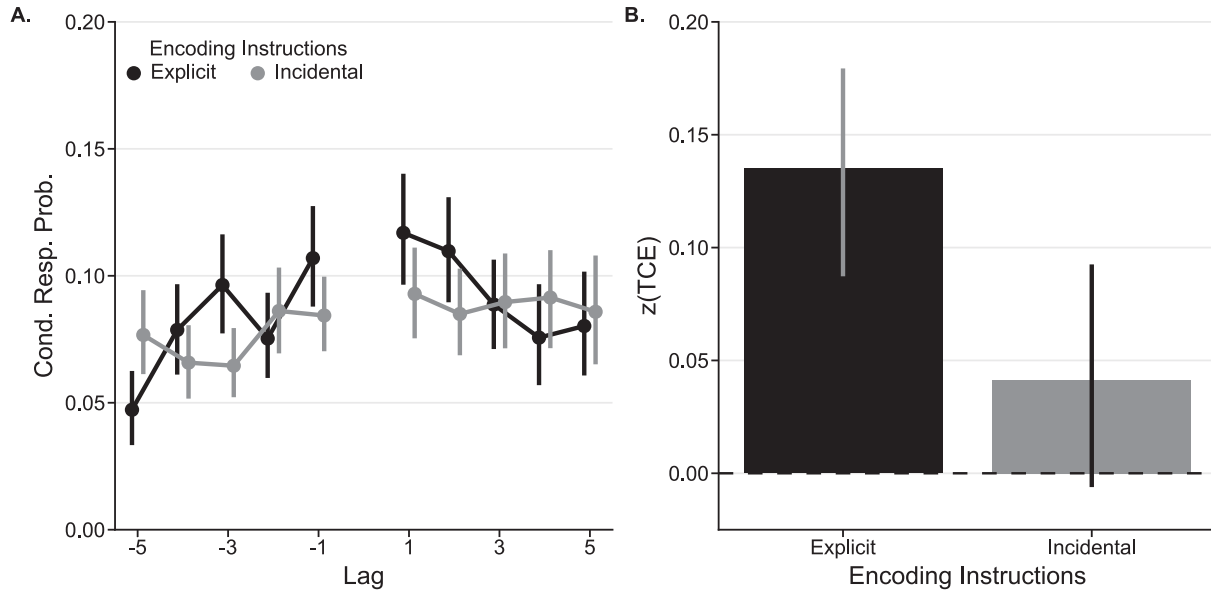 A.
Encoding Instructions
Explicit Incidental
Cond. Resp. Prob.
0.20
0.15
0.10
0.05
0.00
-5 -3 -1 1 3 5
Lag
B.
z(TCE)
0.20
0.15
0.10
0.05
0.00
Explicit Incidental
Encoding Instructions